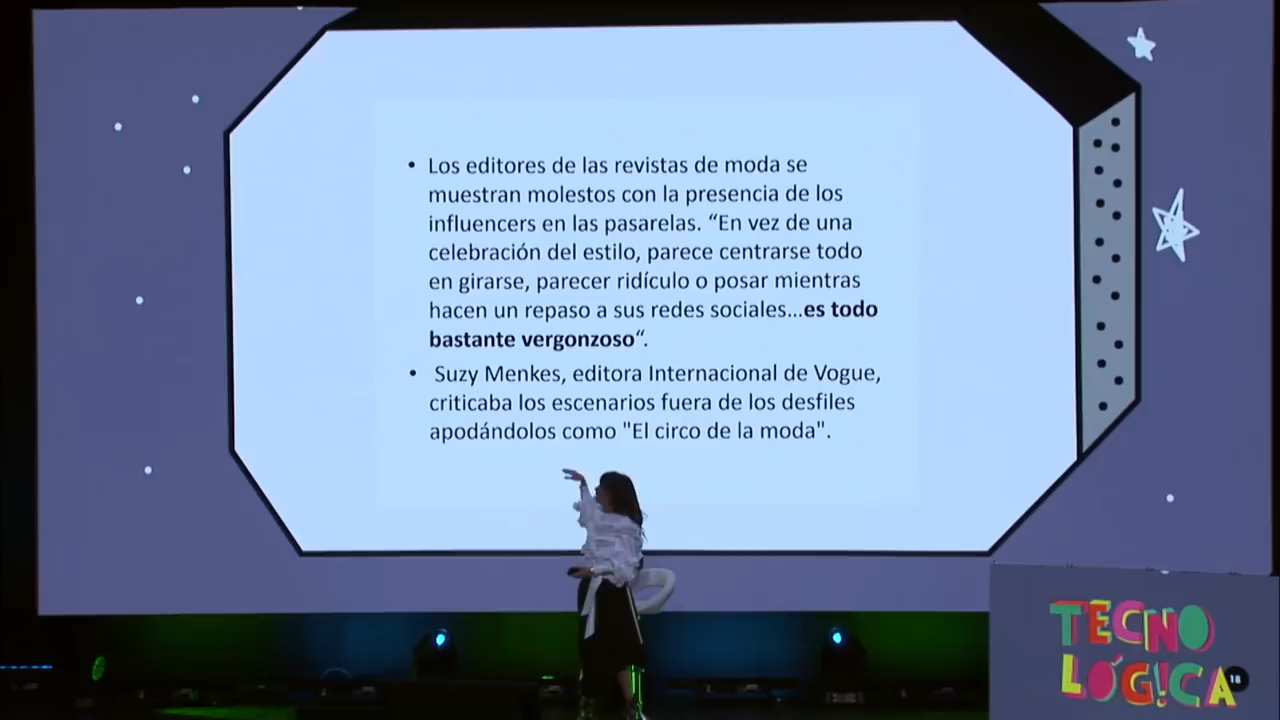 • Los editores de las revistas de moda se
muestran molestos con la presencia de los
influencers en las pasarelas. “En vez de una
celebración del estilo, parece centrarse todo
en girarse, parecer ridículo o posar mientras
hacen un repaso a sus redes sociales...es todo
bastante vergonzoso“.
• Suzy Menkes, editora Internacional de Vogue,
criticaba los escenarios fuera de los desfiles
apodándolos como "El circo de la moda".
TECNO
LÓG!CA
18